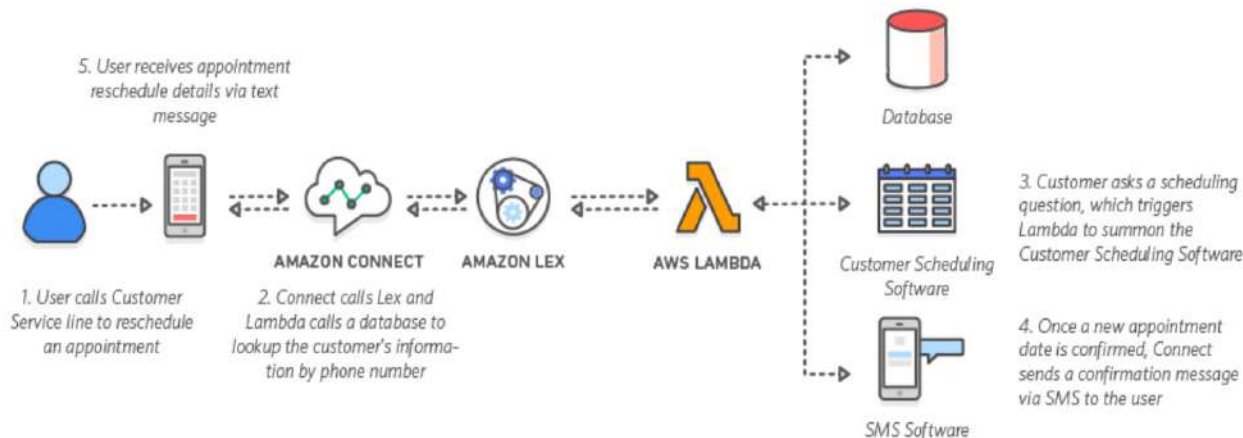 5. User receives appointment
reschedule details via text
message
Database
3. Customer asks a scheduling
question, which triggers
Lambda to summon the
Customer Scheduling Software
AMAZON CONNECT
AMAZON LEX
AWS LAMBDA
Customer Scheduling
Software
1. User calls Customer
Service line to reschedule
an appointment
2. Connect calls Lex and
Lambda calls a database to
lookup the customer's informa-
tion by phone number
4. Once a new appointment
date is confirmed, Connect
sends a confirmation message
via SMS to the user
SMS Software